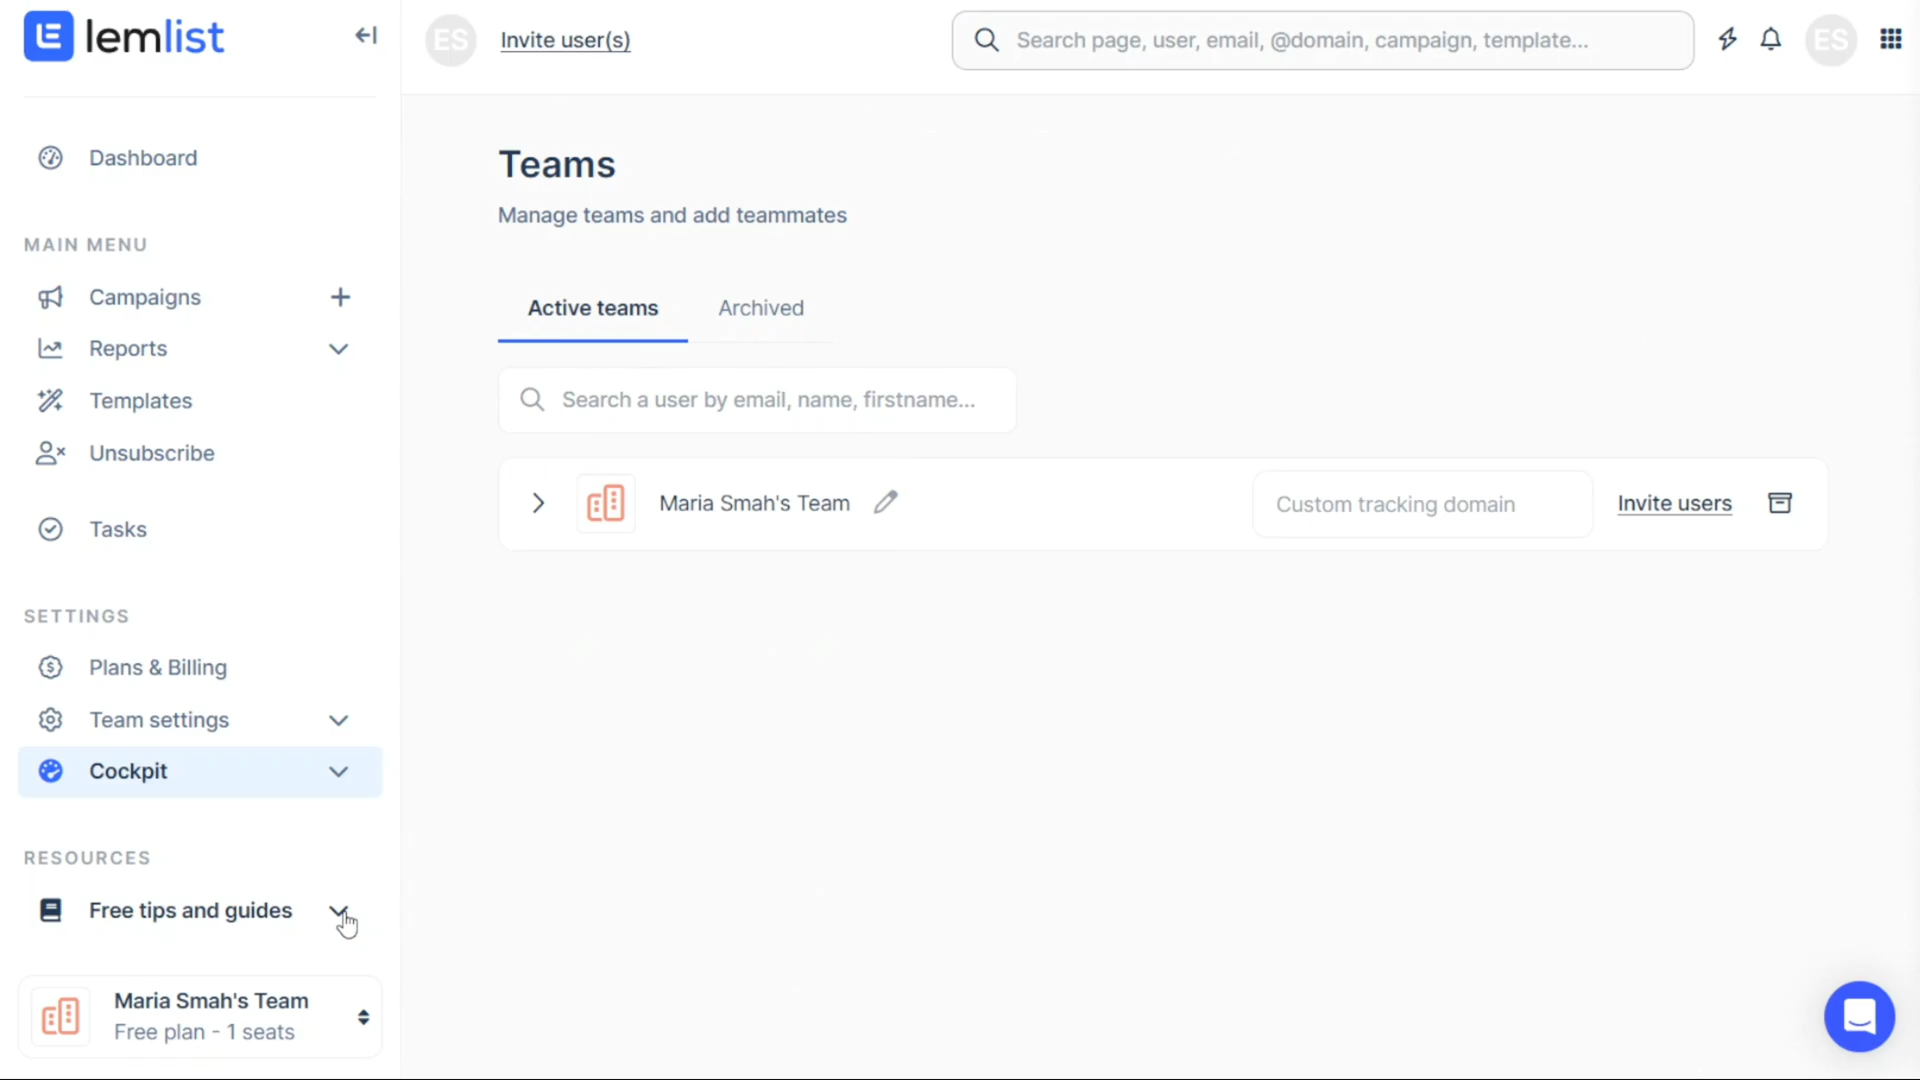 lemlist
ES
Invite user(s)
Search page, user, email, @domain, campaign, template...
ES
Dashboard
MAIN MENU
Campaigns
Reports
Templates
Unsubscribe
Tasks
SETTINGS
Plans & Billing
Team settings
Cockpit
RESOURCES
Free tips and guides
Maria Smah's Team
Free plan - 1 seats
Teams
Manage teams and add teammates
Active teams
Archived
Search a user by email, name, firstname...
Maria Smah's Team
Custom tracking domain
Invite users